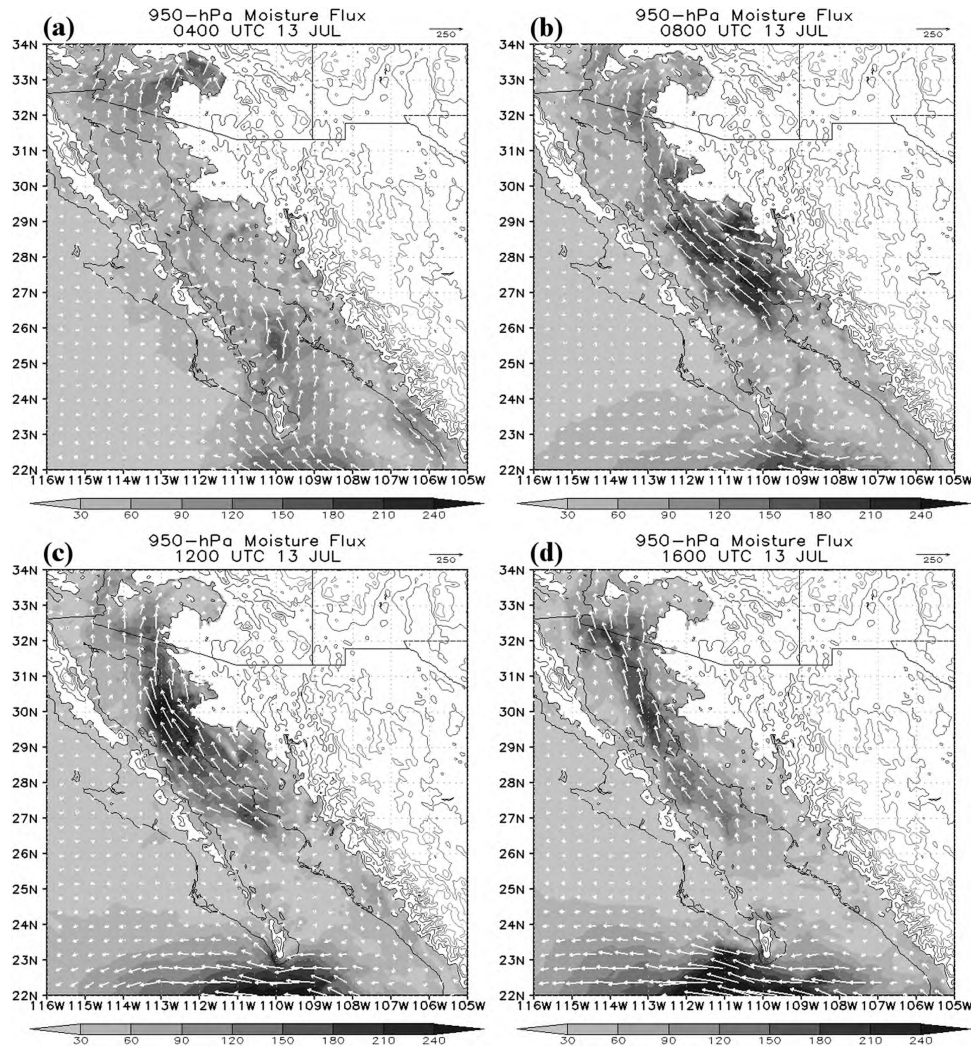 (a)
950-hPa Moisture Flux
0400 UTC 13 JUL
250
34N
33N
32N
31N
30N
29N
28N
27N
26N
25N
24N
23N
22N
116W 115W 114W 113W 112W 111W 110W 109W 108W 107W 106W 105W
30 60 90 120 150 180 210 240
(b)
950-hPa Moisture Flux
0800 UTC 13 JUL
250
34N
33N
32N
31N
30N
29N
28N
27N
26N
25N
24N
23N
22N
116W 115W 114W 113W 112W 111W 110W 109W 108W 107W 106W 105W
30 60 90 120 150 180 210 240
(c)
950-hPa Moisture Flux
1200 UTC 13 JUL
250
34N
33N
32N
31N
30N
29N
28N
27N
26N
25N
24N
23N
22N
116W 115W 114W 113W 112W 111W 110W 109W 108W 107W 106W 105W
30 60 90 120 150 180 210 240
(d)
950-hPa Moisture Flux
1600 UTC 13 JUL
250
34N
33N
32N
31N
30N
29N
28N
27N
26N
25N
24N
23N
22N
116W 115W 114W 113W 112W 111W 110W 109W 108W 107W 106W 105W
30 60 90 120 150 180 210 240